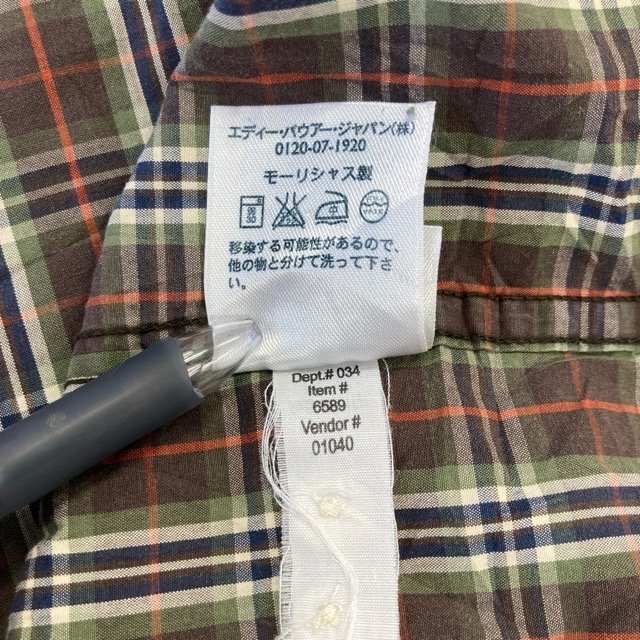 エディー・バウアー・ジャパン(株)
0120-07-1920
モーリシャス製
中
移染する可能性があるので、
他の物と分けて洗って下さ
い。
Dept.# 034
Item #
6589
Vendor #
01040